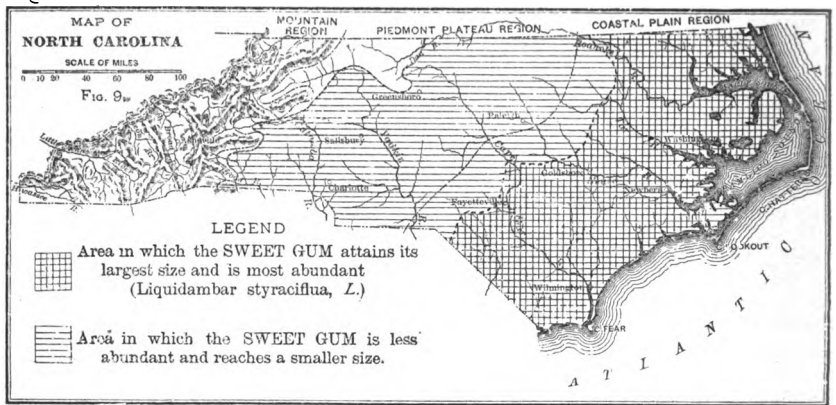 MAP OF
NORTH CAROLINA
SCALE OF MILES
0 10 20 40 60 80 100
FIG. 9
MOUNTAIN
REGION
PIEDMONT PLATEAU REGION
COASTAL PLAIN REGION
Roanoke
Greensboro
Raleigh
Washington
Salisbury
Goldsboro
Newbern
Charlotte
Fayetteville
Wilmington
C. HATTERAS
C. LOOKOUT
C. FEAR
ATLANTIC
LEGEND
Area in which the SWEET GUM attains its
largest size and is most abundant
(Liquidambar styraciflua, L.)
Area in which the SWEET GUM is less
abundant and reaches a smaller size.